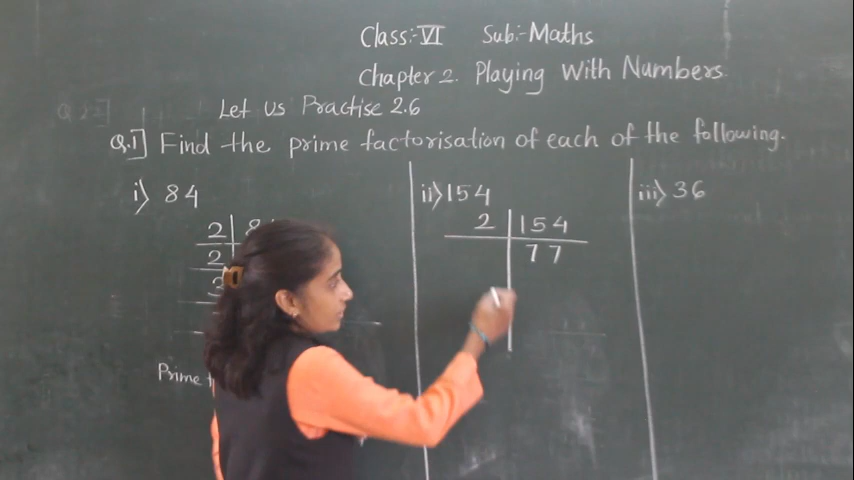 Class:-VI Sub:-Maths
Chapter 2. Playing With Numbers.
Let us Practise 2.6
Q.1] Find the prime factorisation of each of the following.
i) 84
2
2
ii) 154
2 154
77
iii) 36
Prime